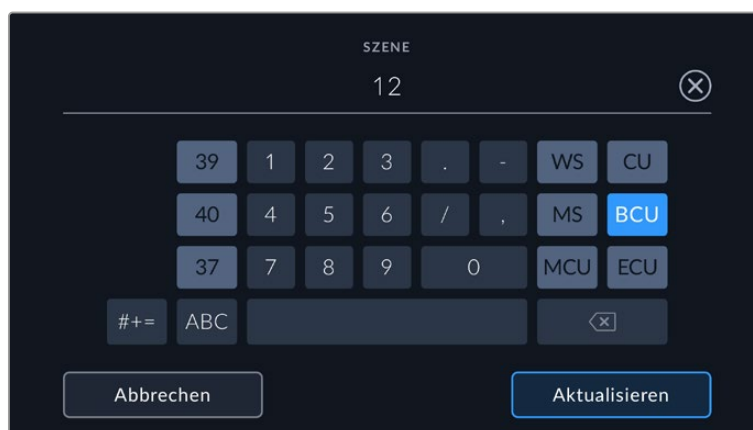 SZENE
12
39 1 2 3 . - WS CU
40 4 5 6 / , MS BCU
37 7 8 9 0 MCU ECU
#+= ABC
Abbrechen Aktualisieren